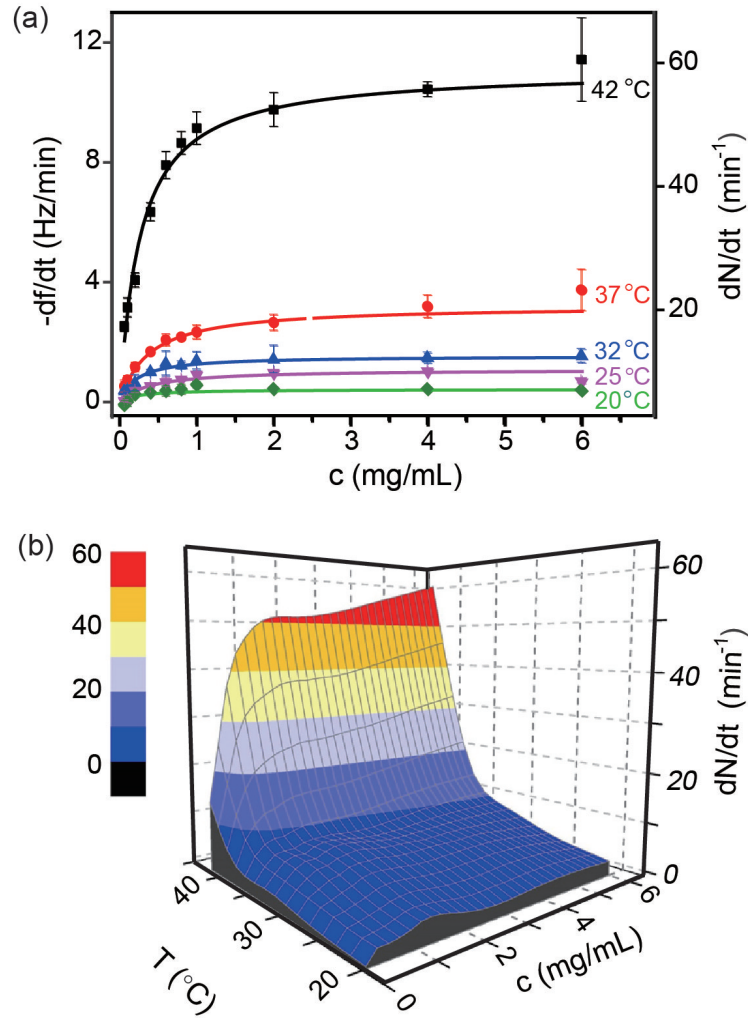 (a)
12
8
4
0
-df/dt (Hz/min)
60
40
20
dN/dt (min⁻¹)
42 °C
37 °C
32 °C
25 °C
20 °C
0 1 2 3 4 5 6
c (mg/mL)
(b)
60
40
20
0
60
40
20
0
dN/dt (min⁻¹)
40
30
20
T (°C)
0
2
4
6
c (mg/mL)